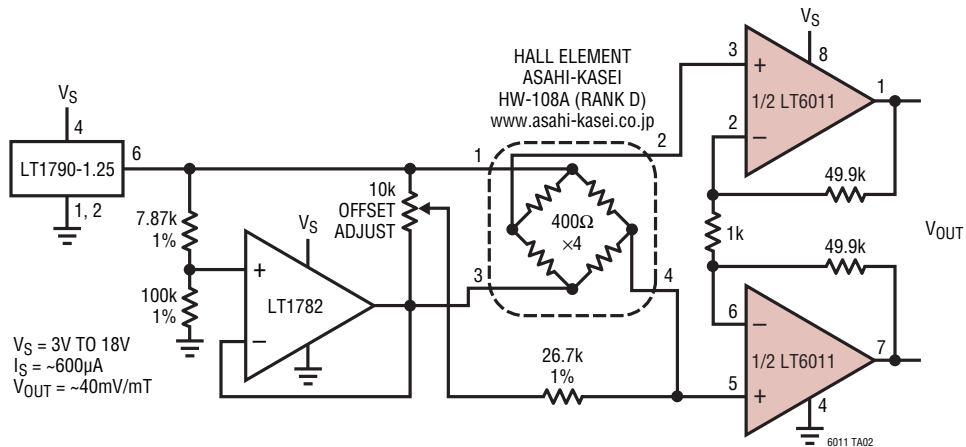 HALL ELEMENT
ASAHI-KASEI
HW-108A (RANK D)
www.asahi-kasei.co.jp
VS
4
LT1790-1.25
6
1, 2
7.87k
1%
100k
1%
VS
+
−
LT1782
10k
OFFSET
ADJUST
1
2
3
4
400Ω
×4
26.7k
1%
VS
8
3
+
2
−
1/2 LT6011
1
49.9k
1k
49.9k
VOUT
6
−
5
+
1/2 LT6011
7
4
VS = 3V TO 18V
IS = ~600µA
VOUT = ~40mV/mT
6011 TA02